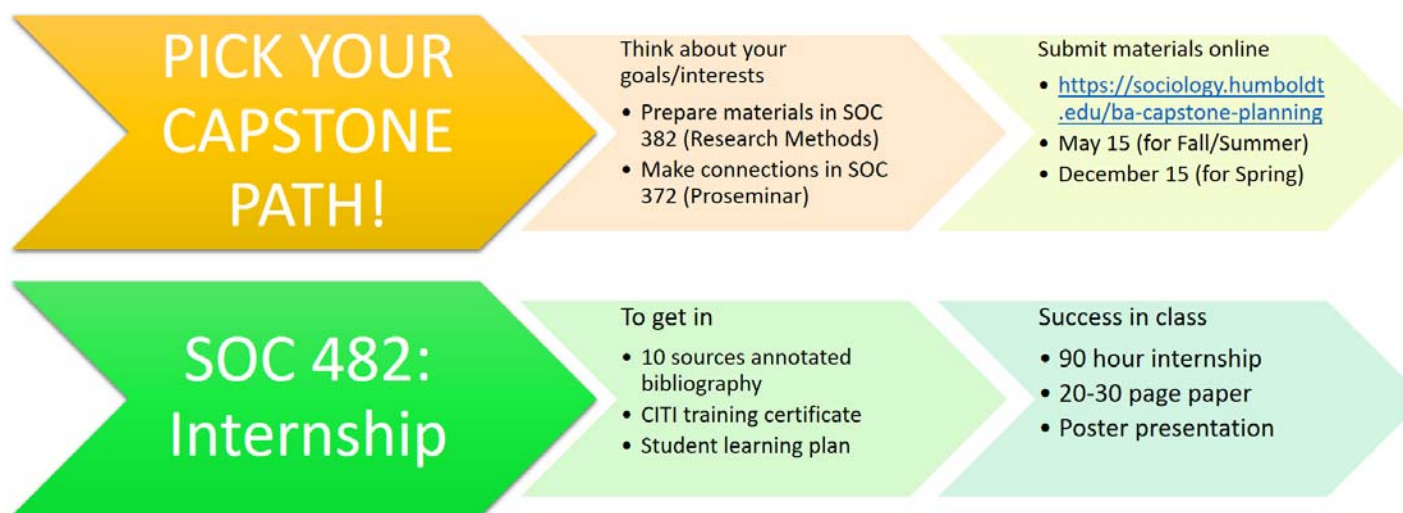 PICK YOUR
CAPSTONE
PATH!
Think about your
goals/interests
• Prepare materials in SOC
382 (Research Methods)
• Make connections in SOC
372 (Proseminar)
Submit materials online
• https://sociology.humboldt
.edu/ba-capstone-planning
• May 15 (for Fall/Summer)
• December 15 (for Spring)
SOC 482:
Internship
To get in
• 10 sources annotated
bibliography
• CITI training certificate
• Student learning plan
Success in class
• 90 hour internship
• 20-30 page paper
• Poster presentation